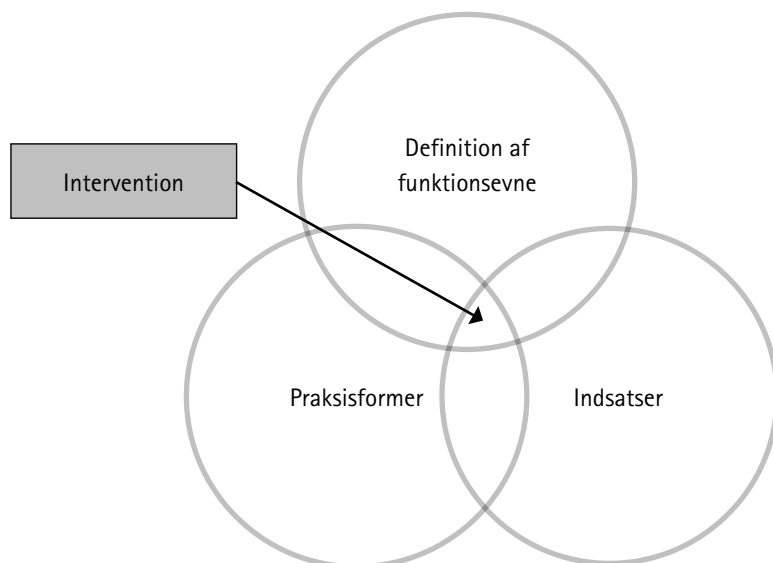 Definition af
funktionsevne
Intervention
Praksisformer
Indsatser